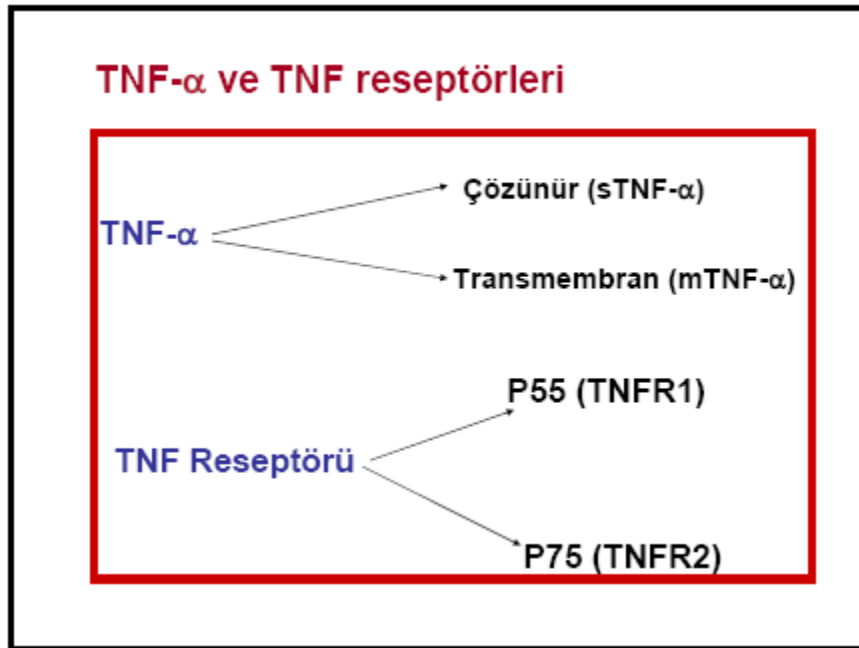 TNF-α ve TNF reseptörleri
Çözünür (sTNF-α)
TNF-α
Transmembran (mTNF-α)
P55 (TNFR1)
TNF Reseptörü
P75 (TNFR2)